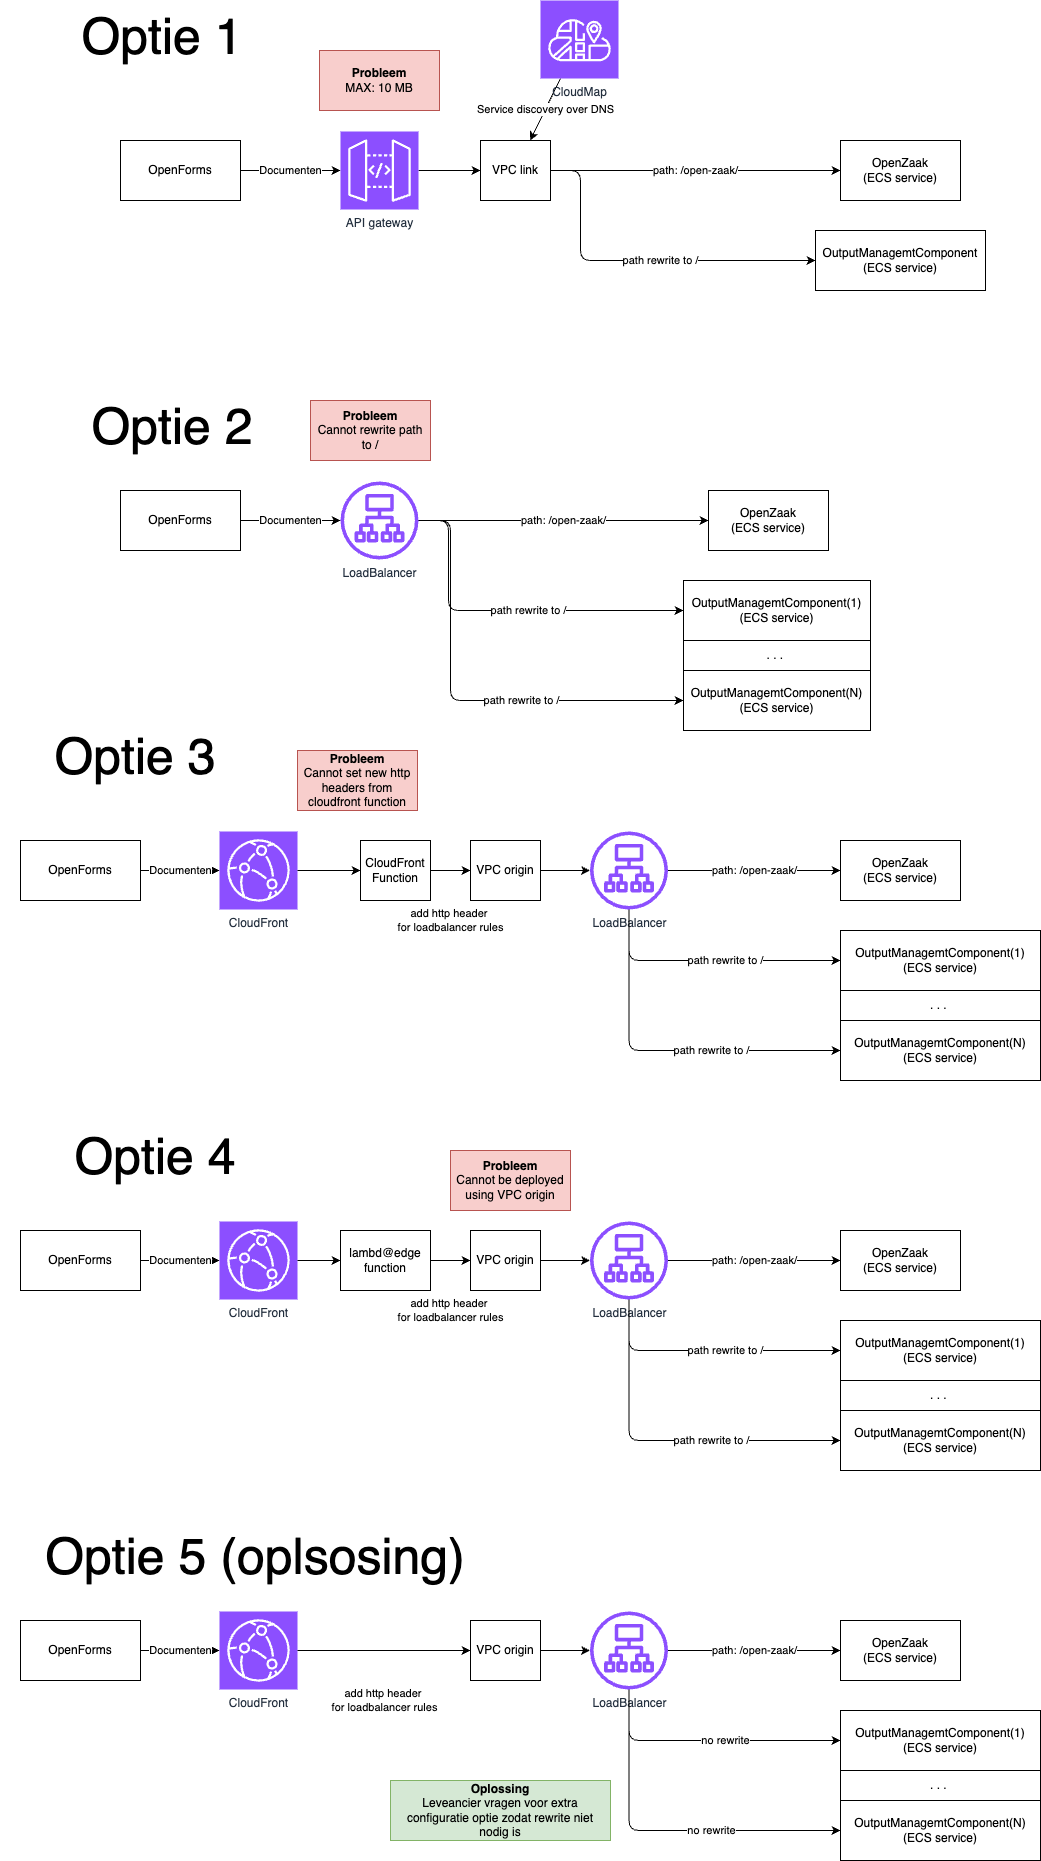 Optie 1
Probleem
MAX: 10 MB
CloudMap
Service discovery over DNS
OpenForms
Documenten
API gateway
VPC link
path: /open-zaak/
OpenZaak
(ECS service)
path rewrite to /
OutputManagemtComponent
(ECS service)
Optie 2
Probleem
Cannot rewrite path
to /
OpenForms
Documenten
LoadBalancer
path: /open-zaak/
OpenZaak
(ECS service)
path rewrite to /
OutputManagemtComponent(1)
(ECS service)
. . .
path rewrite to /
OutputManagemtComponent(N)
(ECS service)
Optie 3
Probleem
Cannot set new http
headers from
cloudfront function
OpenForms
Documenten
CloudFront
CloudFront
Function
VPC origin
add http header
for loadbalancer rules
LoadBalancer
path: /open-zaak/
OpenZaak
(ECS service)
path rewrite to /
OutputManagemtComponent(1)
(ECS service)
. . .
path rewrite to /
OutputManagemtComponent(N)
(ECS service)
Optie 4
Probleem
Cannot be deployed
using VPC origin
OpenForms
Documenten
CloudFront
lambd@edge
function
VPC origin
add http header
for loadbalancer rules
LoadBalancer
path: /open-zaak/
OpenZaak
(ECS service)
path rewrite to /
OutputManagemtComponent(1)
(ECS service)
. . .
path rewrite to /
OutputManagemtComponent(N)
(ECS service)
Optie 5 (oplsosing)
OpenForms
Documenten
CloudFront
add http header
for loadbalancer rules
VPC origin
LoadBalancer
path: /open-zaak/
OpenZaak
(ECS service)
no rewrite
OutputManagemtComponent(1)
(ECS service)
. . .
no rewrite
OutputManagemtComponent(N)
(ECS service)
Oplossing
Leveancier vragen voor extra
configuratie optie zodat rewrite niet
nodig is